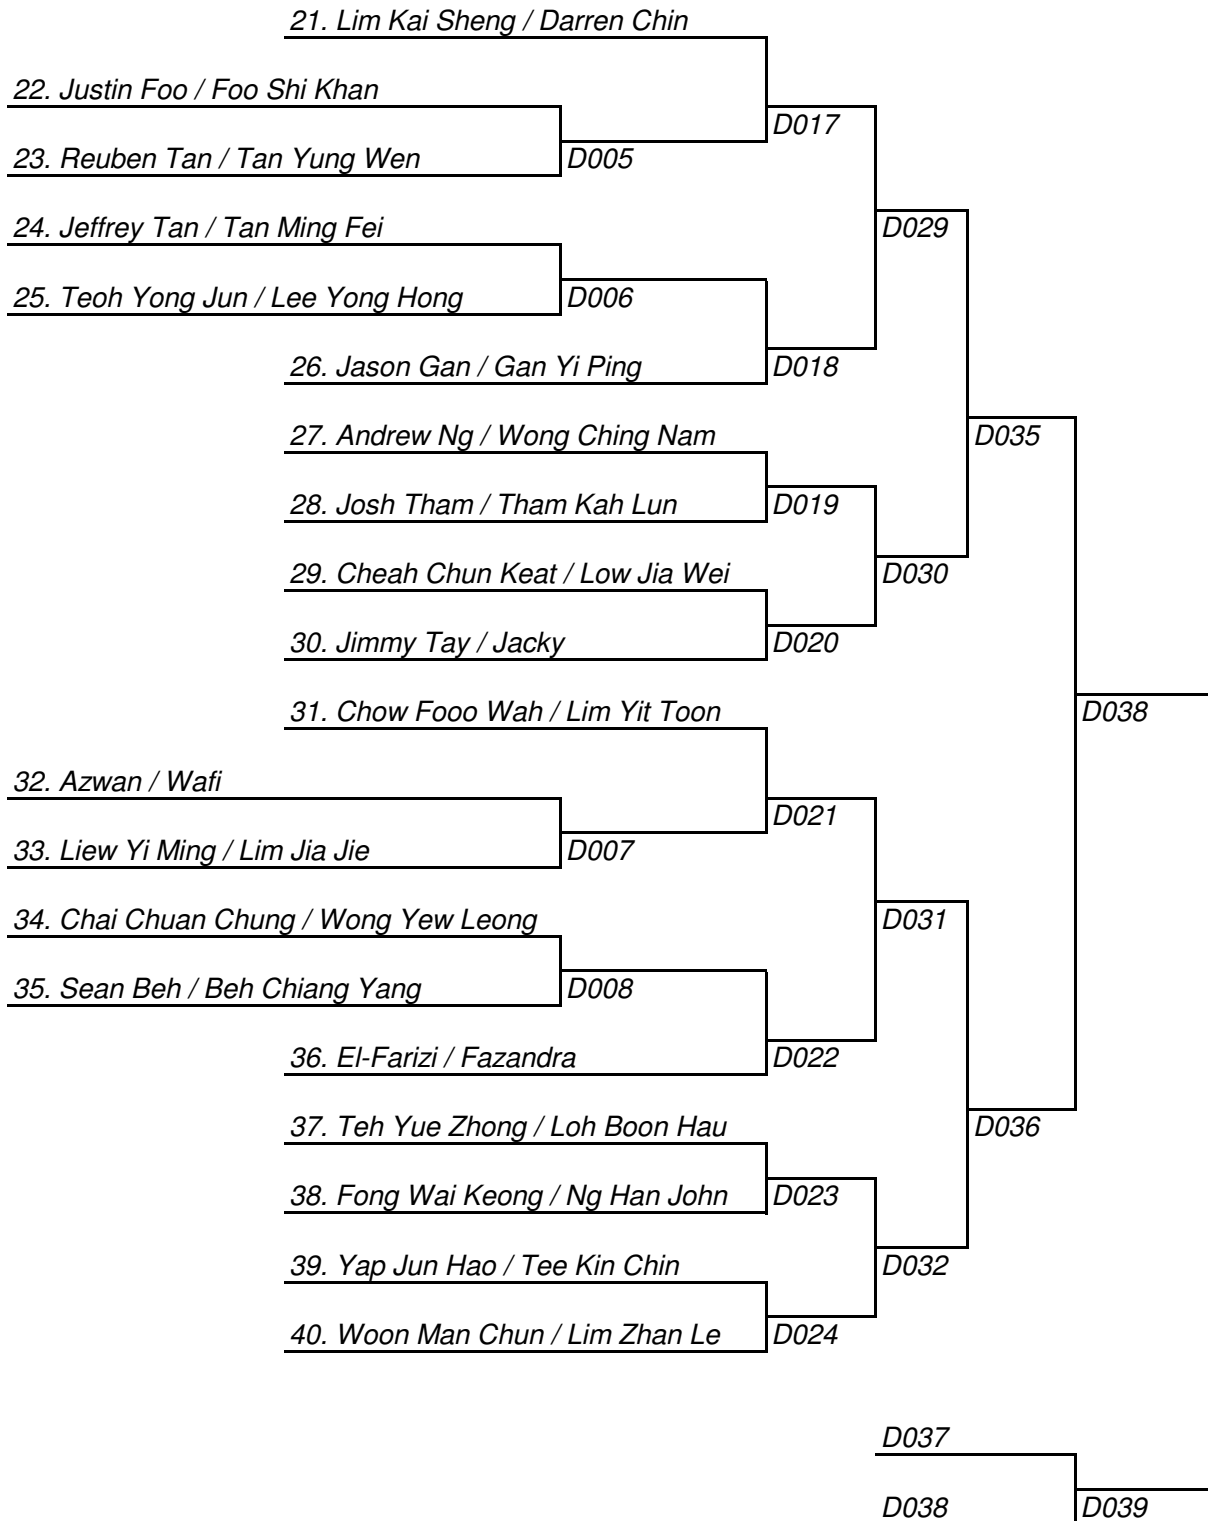 21. Lim Kai Sheng / Darren Chin
22. Justin Foo / Foo Shi Khan
D017
23. Reuben Tan / Tan Yung Wen
D005
24. Jeffrey Tan / Tan Ming Fei
D029
25. Teoh Yong Jun / Lee Yong Hong
D006
26. Jason Gan / Gan Yi Ping
D018
27. Andrew Ng / Wong Ching Nam
D035
28. Josh Tham / Tham Kah Lun
D019
29. Cheah Chun Keat / Low Jia Wei
D030
30. Jimmy Tay / Jacky
D020
31. Chow Fooo Wah / Lim Yit Toon
D038
32. Azwan / Wafi
D021
33. Liew Yi Ming / Lim Jia Jie
D007
34. Chai Chuan Chung / Wong Yew Leong
D031
35. Sean Beh / Beh Chiang Yang
D008
36. El-Farizi / Fazandra
D022
37. Teh Yue Zhong / Loh Boon Hau
D036
38. Fong Wai Keong / Ng Han John
D023
39. Yap Jun Hao / Tee Kin Chin
D032
40. Woon Man Chun / Lim Zhan Le
D024
D037
D038
D039